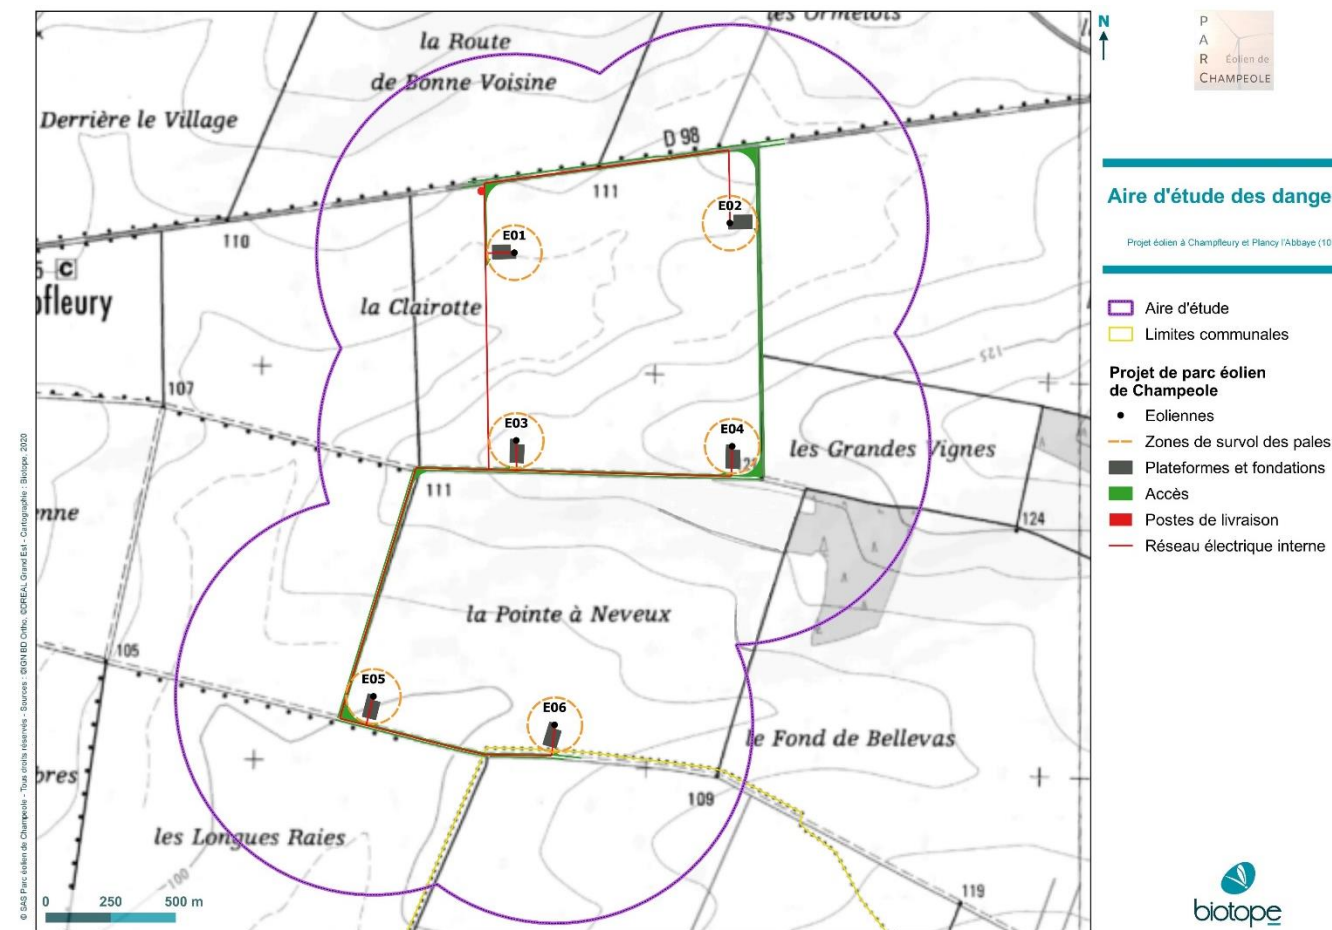 les Ormelots
la Route
de Bonne Voisine
Derrière le Village
D 98
111
110
E02
E01
C
fleury
la Clairotte
125
107
E03
E04
les Grandes Vignes
111
124
enne
la Pointe à Neveux
105
E05
E06
le Fond de Bellevas
bres
109
les Longues Raies
100
119
0 250 500 m
© SAS Parc éolien de Champeole - Tous droits réservés - Sources : ©IGN BD Ortho, ©DREAL Grand Est - Cartographie : Biotope, 2020
N
PARC
Éolien de
CHAMPEOLE
Aire d'étude des dange
Projet éolien à Champfleury et Plancy l'Abbaye (10
Aire d'étude
Limites communales
Projet de parc éolien
de Champeole
Eoliennes
Zones de survol des pales
Plateformes et fondations
Accès
Postes de livraison
Réseau électrique interne
biotope